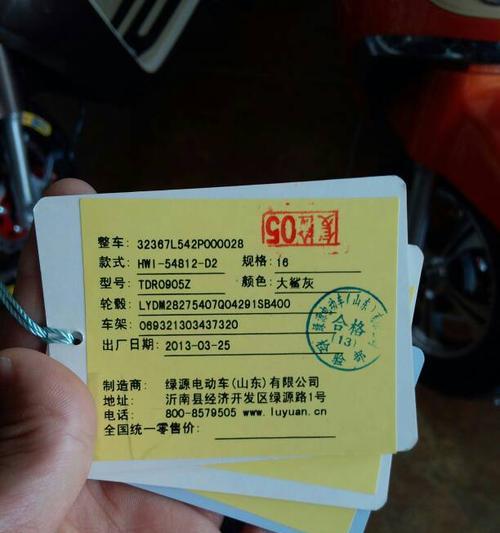 整车: 32367L542P000028
款式: HWI-54812-D2 规格: 16
型号: TDR0905Z 颜色: 大鲨灰
轮毂: LYDM28275407Q04291SB400
车架: 069321303437320
出厂日期: 2013-03-25
合格
(13)
制造商: 绿源电动车(山东)有限公司
地址: 沂南县经济开发区绿源路1号
电话: 800-8579505 www.luyuan.cn
全国统一零售价: